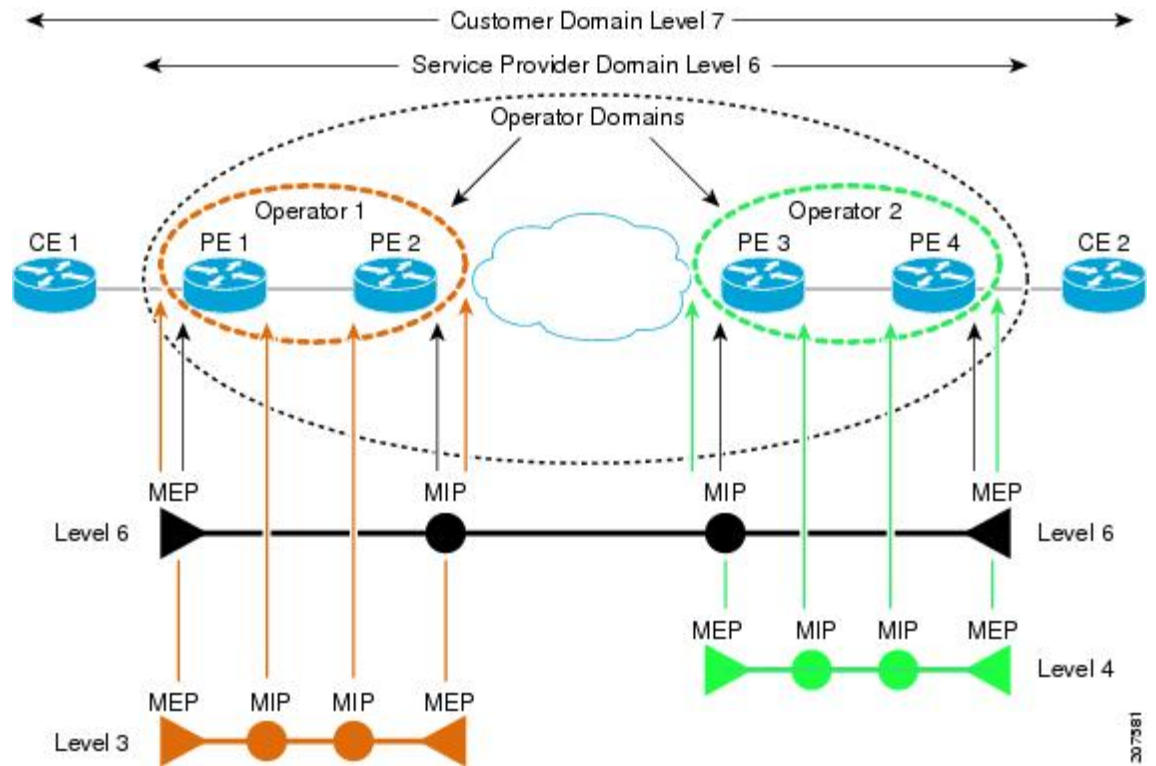 Customer Domain Level 7
Service Provider Domain Level 6
Operator Domains
Operator 1
Operator 2
CE 1
PE 1
PE 2
PE 3
PE 4
CE 2
MEP
MIP
MIP
MEP
Level 6
Level 6
MEP
MIP
MIP
MEP
Level 4
MEP
MIP
MIP
MEP
Level 3
207581